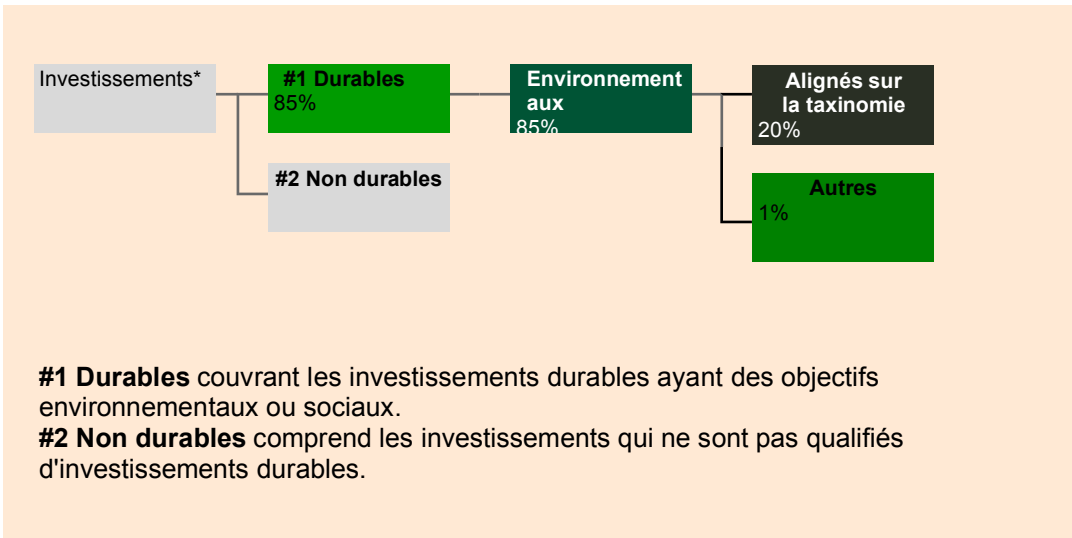 Investissements*
#1 Durables
85%
#2 Non durables
Environnement
aux
85%
Alignés sur
la taxinomie
20%
Autres
1%
#1 Durables couvrant les investissements durables ayant des objectifs
environnementaux ou sociaux.
#2 Non durables comprend les investissements qui ne sont pas qualifiés
d'investissements durables.